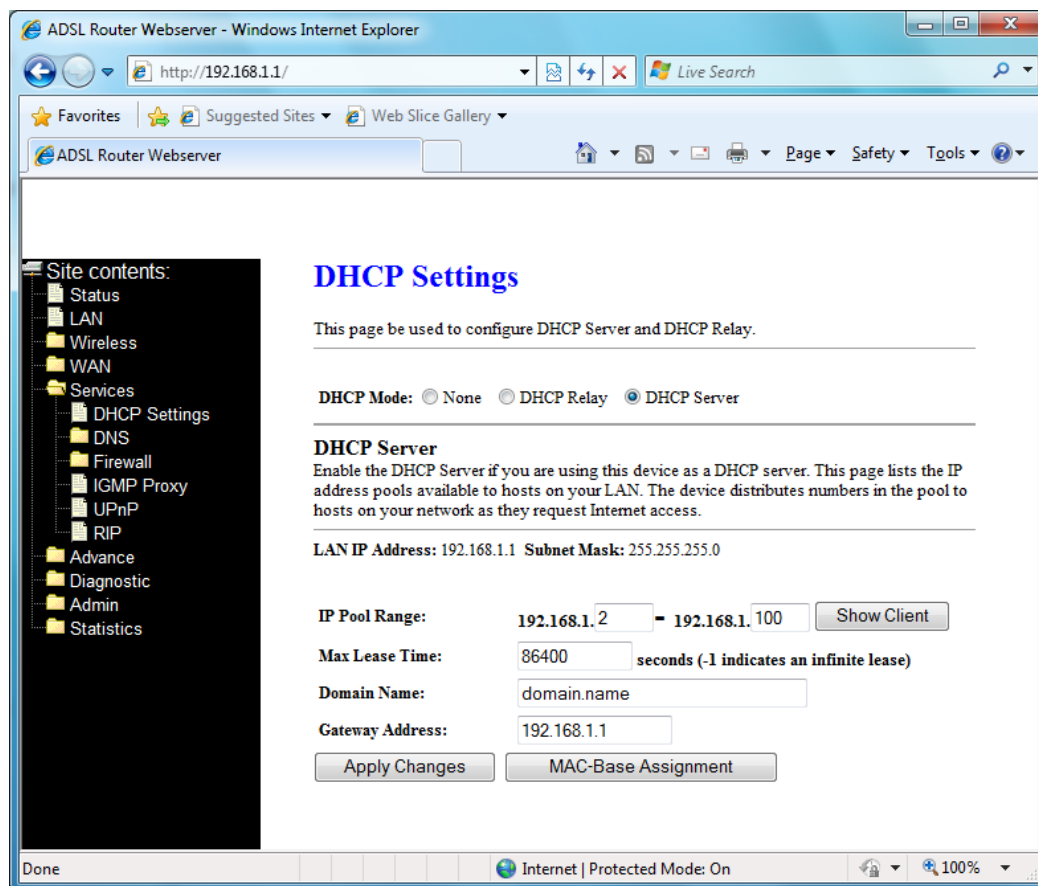 ADSL Router Webserver - Windows Internet Explorer
http://192.168.1.1/
Live Search
Favorites Suggested Sites Web Slice Gallery
ADSL Router Webserver
Page Safety Tools
Site contents:
Status
LAN
Wireless
WAN
Services
DHCP Settings
DNS
Firewall
IGMP Proxy
UPnP
RIP
Advance
Diagnostic
Admin
Statistics
DHCP Settings
This page be used to configure DHCP Server and DHCP Relay.
DHCP Mode: None DHCP Relay DHCP Server
DHCP Server
Enable the DHCP Server if you are using this device as a DHCP server. This page lists the IP
address pools available to hosts on your LAN. The device distributes numbers in the pool to
hosts on your network as they request Internet access.
LAN IP Address: 192.168.1.1 Subnet Mask: 255.255.255.0
IP Pool Range: 192.168.1. 2 - 192.168.1. 100 Show Client
Max Lease Time: 86400 seconds (-1 indicates an infinite lease)
Domain Name: domain.name
Gateway Address: 192.168.1.1
Apply Changes MAC-Base Assignment
Done Internet | Protected Mode: On 100%